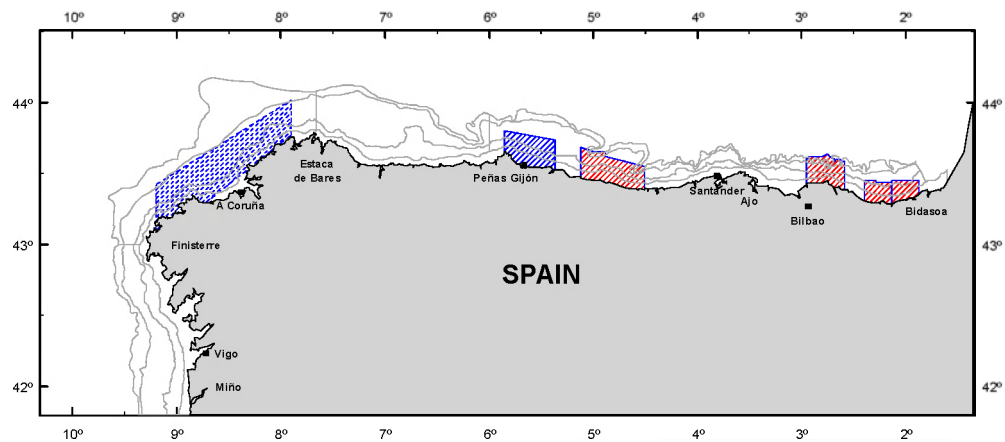 10º 9º 8º 7º 6º 5º 4º 3º 2º
44º 44º
Estaca
de Bares
Peñas Gijón
Santander
Ajo
A Coruña
Bilbao
Bidasoa
43º 43º
Finisterre
SPAIN
Vigo
42º 42º
Miño
10º 9º 8º 7º 6º 5º 4º 3º 2º